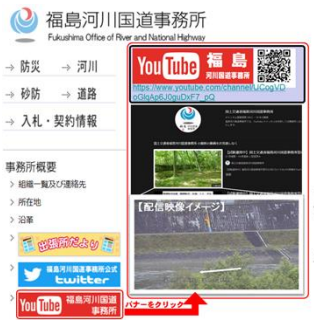 福島河川国道事務所
Fukushima Office of River and National Highway
→ 防災 → 河川
→ 砂防 → 道路
→ 入札・契約情報
事務所概要
> 組織一覧及び連絡先
> 所在地
> 沿革
出張所だより
福島河川国道事務所公式
twitter
You Tube 福島河川国道
事務所
You Tube 福島
河川国道事務所
https://www.youtube.com/channel/UCogVD
【配信映像イメージ】
バナーをクリック